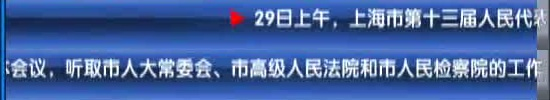 29日上午，上海市第十三届人民代表
会议，听取市人大常委会、市高级人民法院和市人民检察院的工作